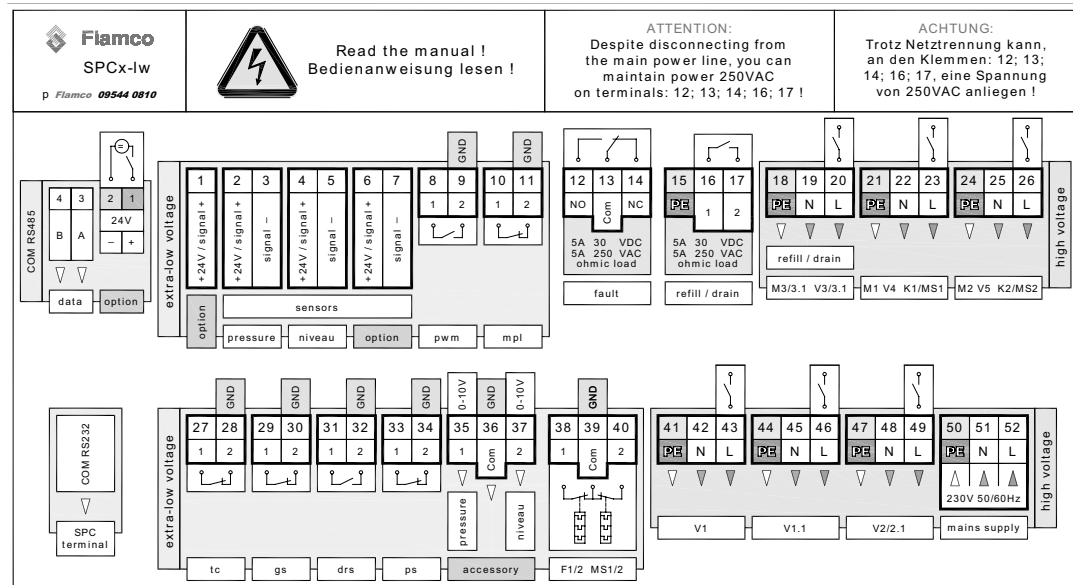 Flamco
SPCx-lw
p Flamco 09544 0810
Read the manual !
Bedienanweisung lesen !
ATTENTION:
Despite disconnecting from
the main power line, you can
maintain power 250VAC
on terminals: 12; 13; 14; 16; 17 !
ACHTUNG:
Trotz Netztrennung kann,
an den Klemmen: 12; 13;
14; 16; 17, eine Spannung
von 250VAC anliegen !
COM RS485
4 3
B A
data
2 1
24V
– +
option
extra-low voltage
1
+24V / signal +
option
2 3
+24V / signal +
signal –
4 5
+24V / signal +
signal –
6 7
+24V / signal +
signal –
sensors
pressure
niveau
option
GND
8 9
1 2
pwm
GND
10 11
1 2
mpl
12 13 14
NO Com NC
5A 30 VDC
5A 250 VAC
ohmic load
fault
15 16 17
PE 1 2
5A 30 VDC
5A 250 VAC
ohmic load
refill / drain
18 19 20
PE N L
refill / drain
M3/3.1 V3/3.1
21 22 23
PE N L
M1 V4 K1/MS1
24 25 26
PE N L
M2 V5 K2/MS2
high voltage
COM RS232
SPC
terminal
extra-low voltage
GND
27 28
1 2
tc
GND
29 30
1 2
gs
GND
31 32
1 2
drs
GND
33 34
1 2
ps
0-10V
GND
0-10V
35 36 37
1 Com 2
pressure
niveau
accessory
GND
38 39 40
1 Com 2
F1/2 MS1/2
41 42 43
PE N L
V1
44 45 46
PE N L
V1.1
47 48 49
PE N L
V2/2.1
50 51 52
PE N L
230V 50/60Hz
mains supply
high voltage